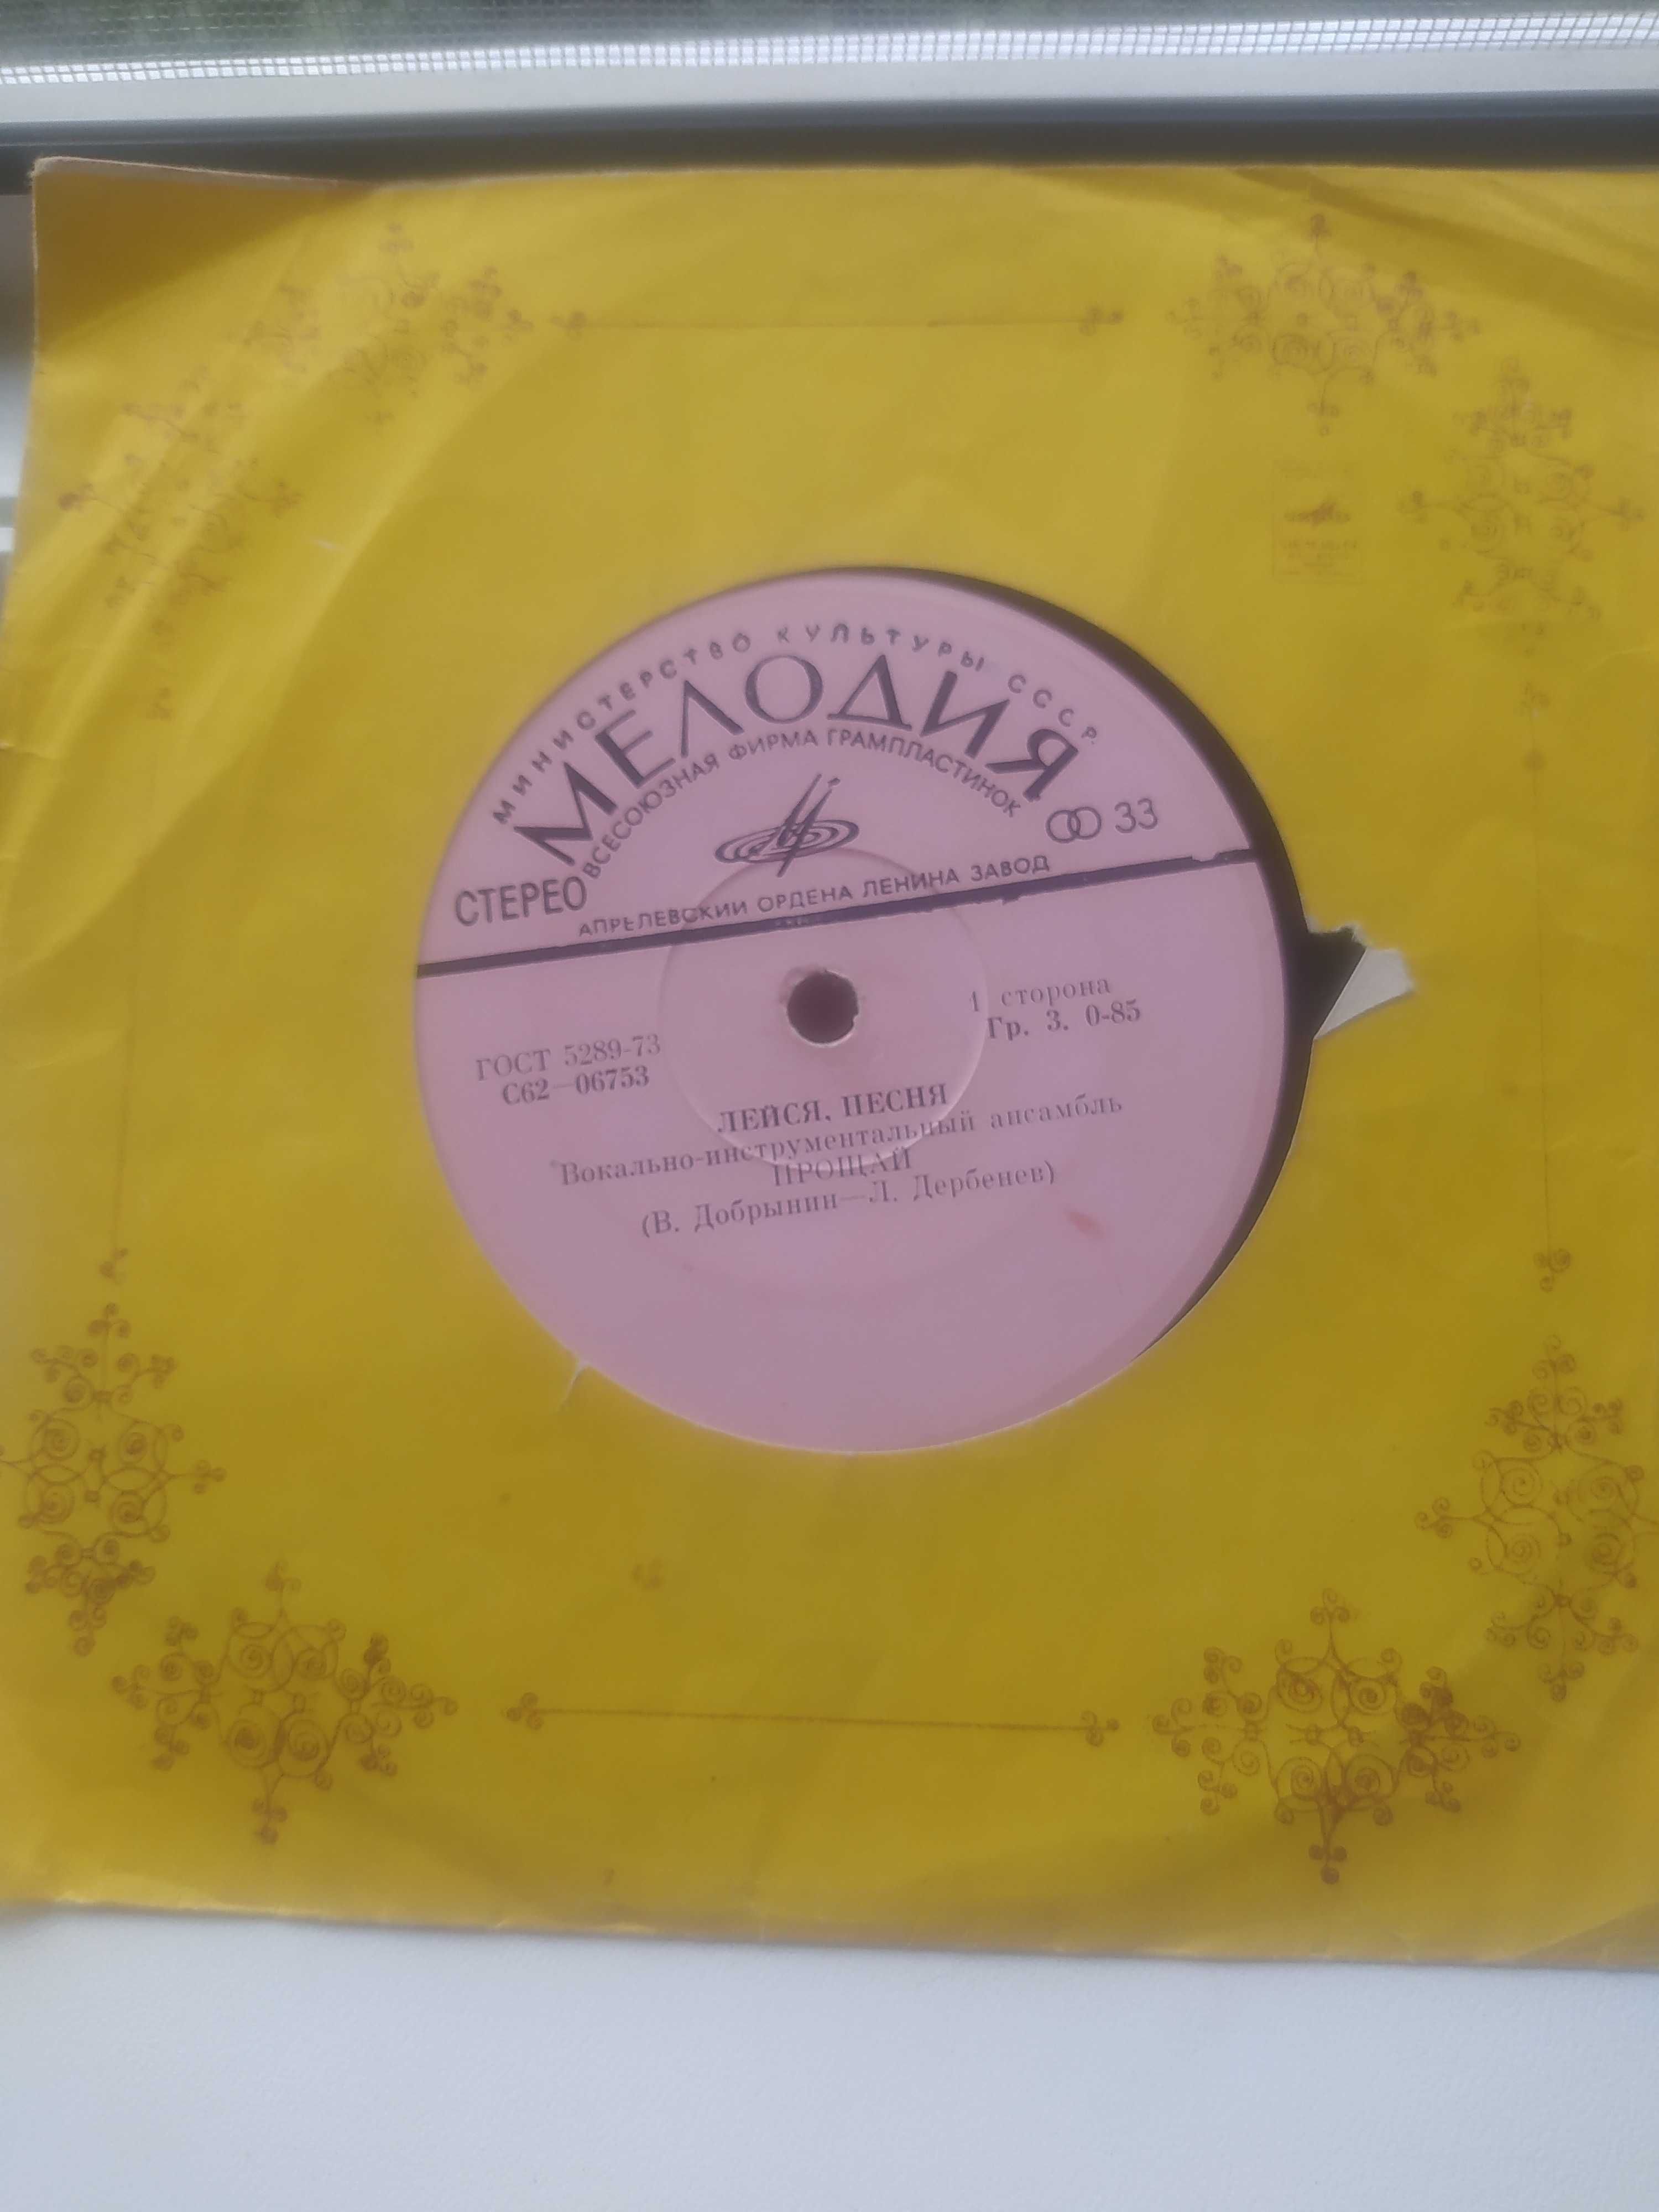 МИНИСТЕРСТВО КУЛЬТУРЫ СССР.
МЕЛОДИЯ
ВСЕСОЮЗНАЯ ФИРМА ГРАМПЛАСТИНОК
33
СТЕРЕО
АПРЕЛЕВСКИЙ ОРДЕНА ЛЕНИНА ЗАВОД
1 сторона
Гр. 3. 0-85
ГОСТ 5289-73
С62—06753
ЛЕЙСЯ, ПЕСНЯ
Вокально-инструментальный ансамбль
ПРОЩАЙ
(В. Добрынин—Л. Дербенев)